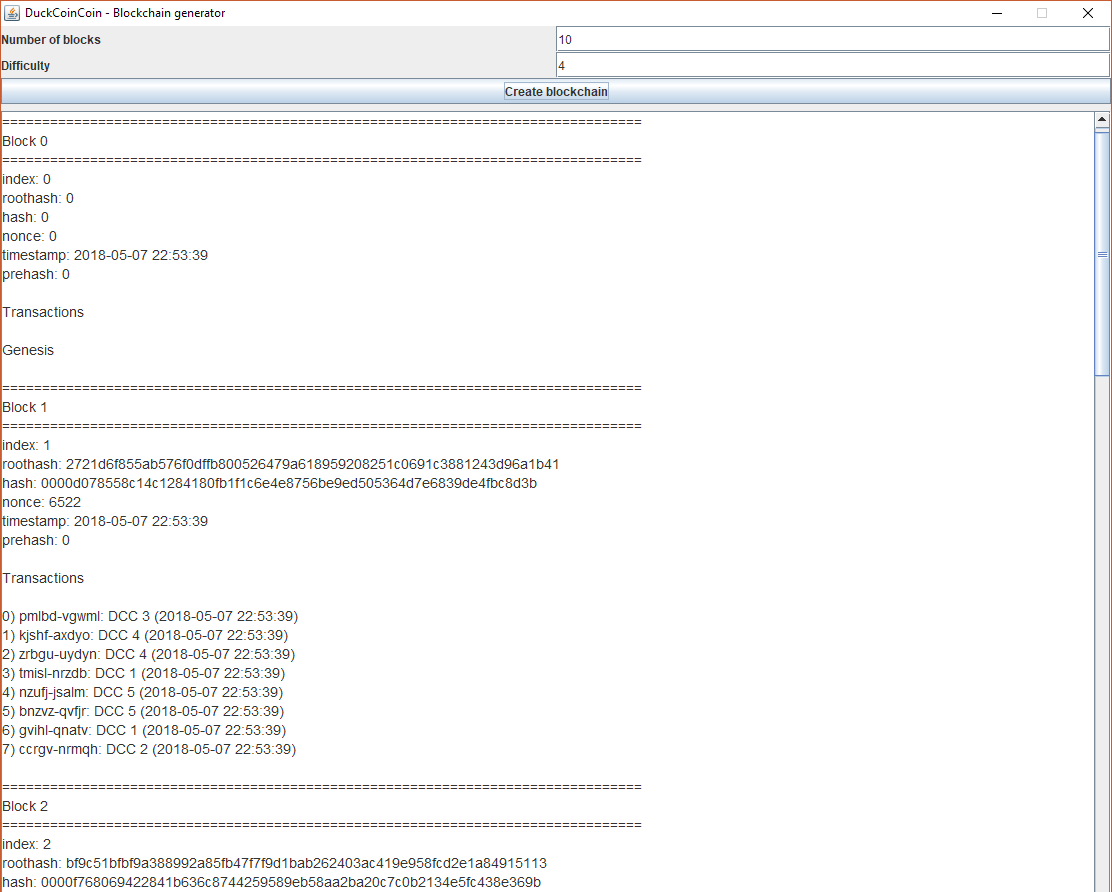 DuckCoinCoin - Blockchain generator
Number of blocks 10
Difficulty 4
Create blockchain
================================================================================
Block 0
================================================================================
index: 0
roothash: 0
hash: 0
nonce: 0
timestamp: 2018-05-07 22:53:39
prehash: 0
Transactions
Genesis
================================================================================
Block 1
================================================================================
index: 1
roothash: 2721d6f855ab576f0dffb800526479a618959208251c0691c3881243d96a1b41
hash: 0000d078558c14c1284180fb1f1c6e4e8756be9ed505364d7e6839de4fbc8d3b
nonce: 6522
timestamp: 2018-05-07 22:53:39
prehash: 0
Transactions
0) pmlbd-vgwml: DCC 3 (2018-05-07 22:53:39)
1) kjshf-axdyo: DCC 4 (2018-05-07 22:53:39)
2) zrbgu-uydyn: DCC 4 (2018-05-07 22:53:39)
3) tmisl-nrzdb: DCC 1 (2018-05-07 22:53:39)
4) nzufj-jsalm: DCC 5 (2018-05-07 22:53:39)
5) bnzvz-qvfjr: DCC 5 (2018-05-07 22:53:39)
6) gvihl-qnatv: DCC 1 (2018-05-07 22:53:39)
7) ccrgv-nrmqh: DCC 2 (2018-05-07 22:53:39)
================================================================================
Block 2
================================================================================
index: 2
roothash: bf9c51bfbf9a388992a85fb47f7f9d1bab262403ac419e958fcd2e1a84915113
hash: 0000f768069422841b636c8744259589eb58aa2ba20c7c0b2134e5fc438e369b